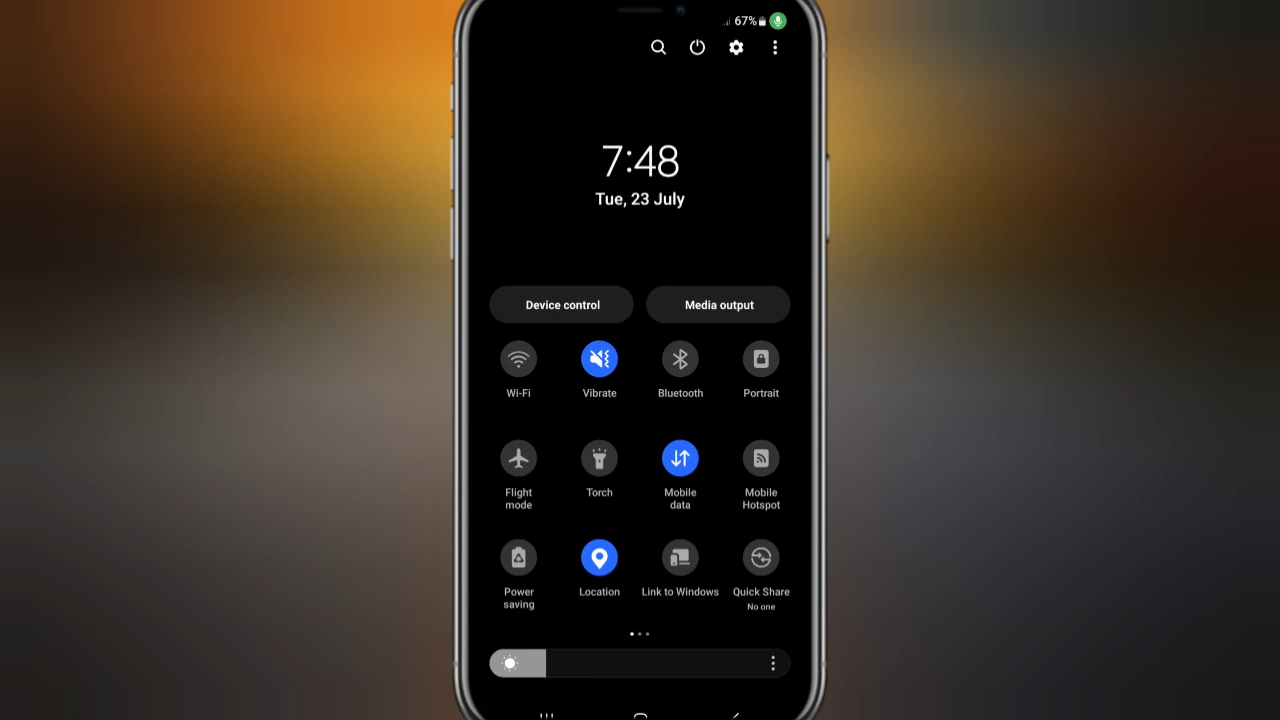 67%
7:48
Tue, 23 July
Device control Media output
Wi-Fi Vibrate Bluetooth Portrait
Flight Torch Mobile Mobile
mode data Hotspot
Power Location Link to Windows Quick Share
saving No one